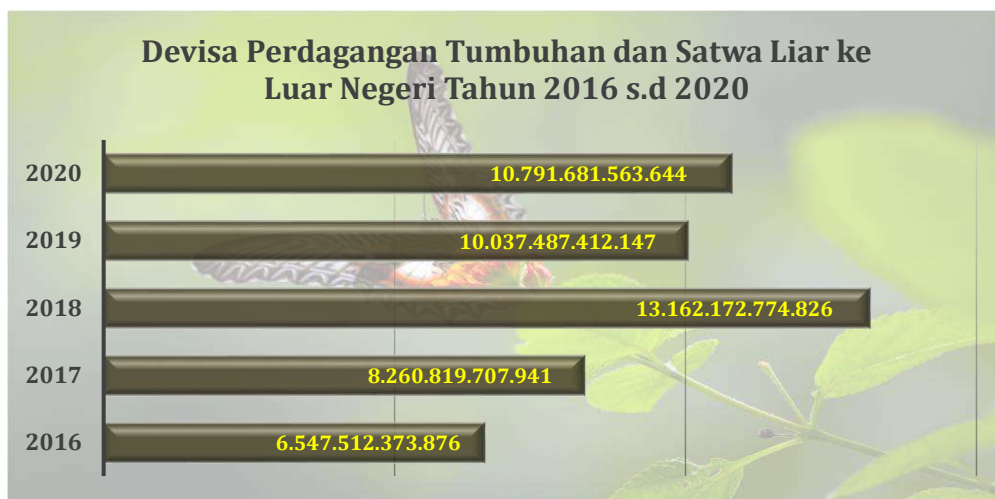 Devisa Perdagangan Tumbuhan dan Satwa Liar ke
Luar Negeri Tahun 2016 s.d 2020
2020 10.791.681.563.644
2019 10.037.487.412.147
2018 13.162.172.774.826
2017 8.260.819.707.941
2016 6.547.512.373.876